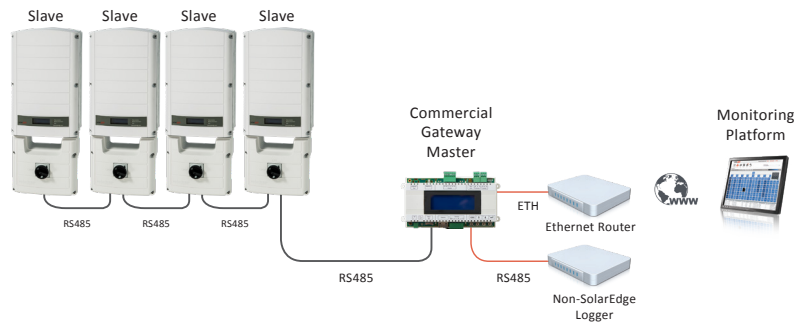 Slave
Slave
Slave
Slave
Commercial
Gateway
Master
Monitoring
Platform
ETH
www
Ethernet Router
RS485
RS485
RS485
RS485
RS485
Non-SolarEdge
Logger